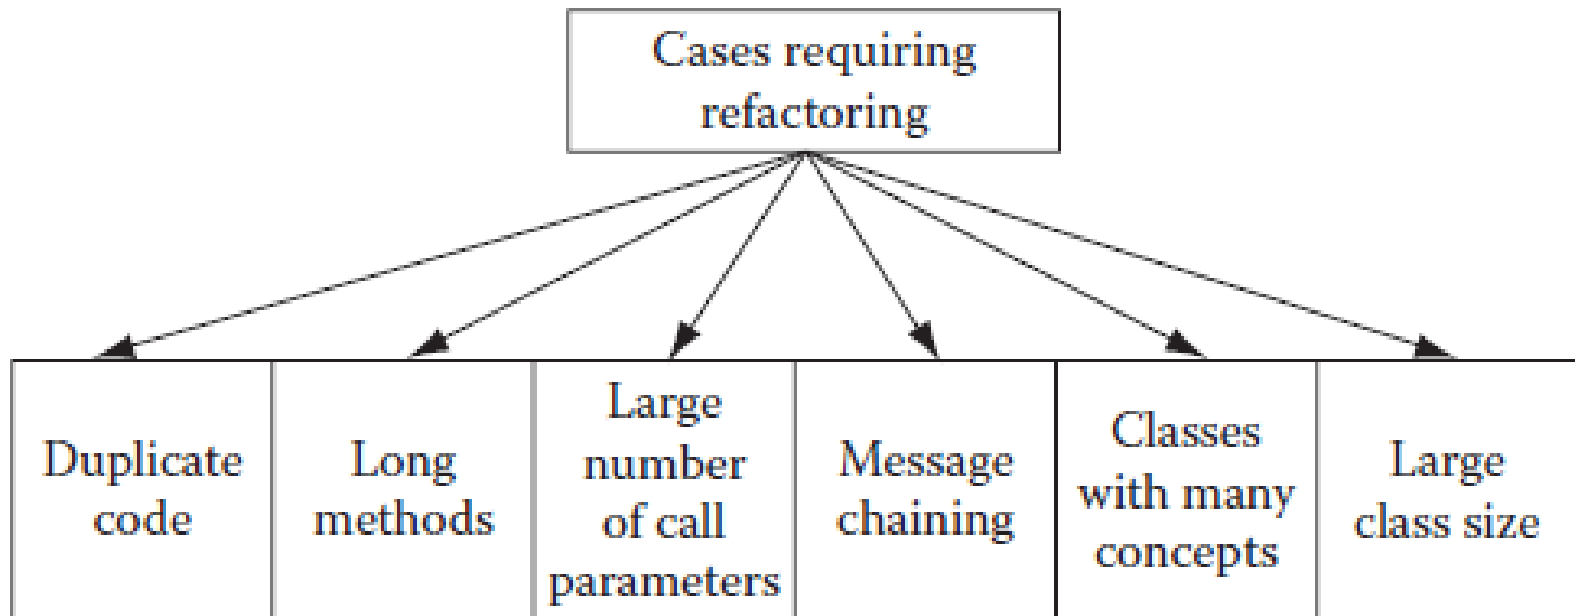 Cases requiring
refactoring
Duplicate
code
Long
methods
Large
number
of call
parameters
Message
chaining
Classes
with many
concepts
Large
class size